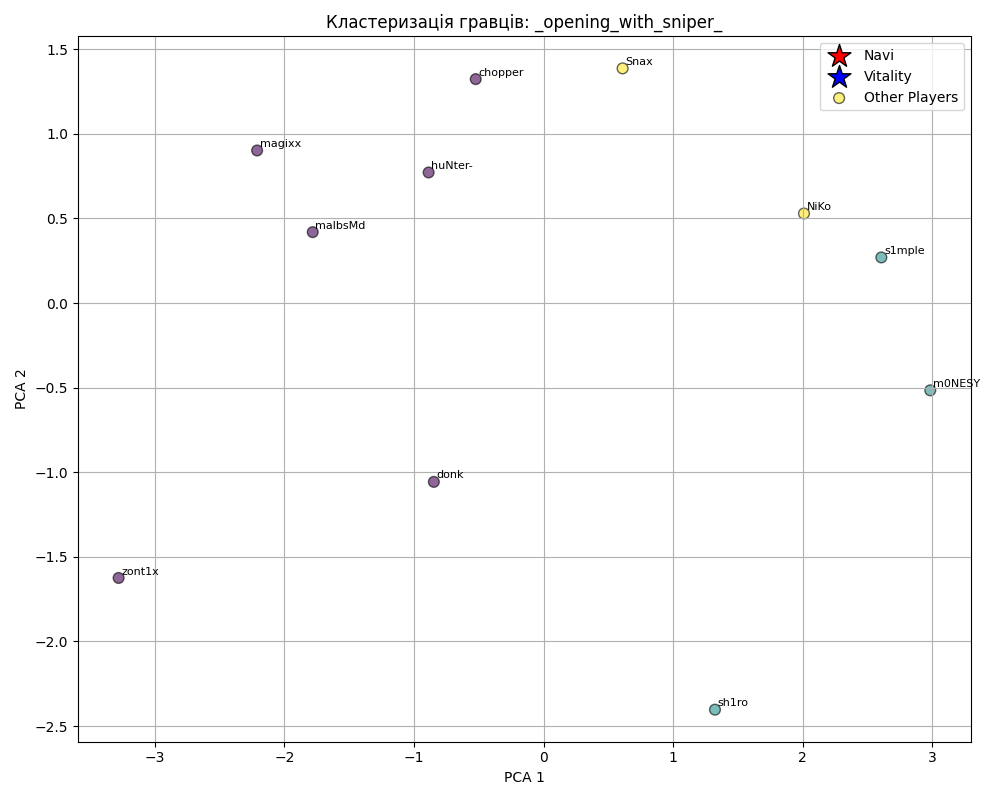 Кластеризація гравців: _opening_with_sniper_
Navi
Vitality
Other Players
Snax
chopper
magixx
huNter-
malbsMd
NiKo
s1mple
m0NESY
donk
zont1x
sh1ro
1.5
1.0
0.5
0.0
−0.5
−1.0
−1.5
−2.0
−2.5
PCA 2
−3
−2
−1
0
1
2
3
PCA 1